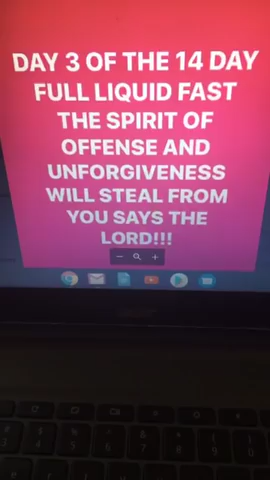 DAY 3 OF THE 14 DAY
FULL LIQUID FAST
THE SPIRIT OF
OFFENSE AND
UNFORGIVENESS
WILL STEAL FROM
YOU SAYS THE
LORD!!!